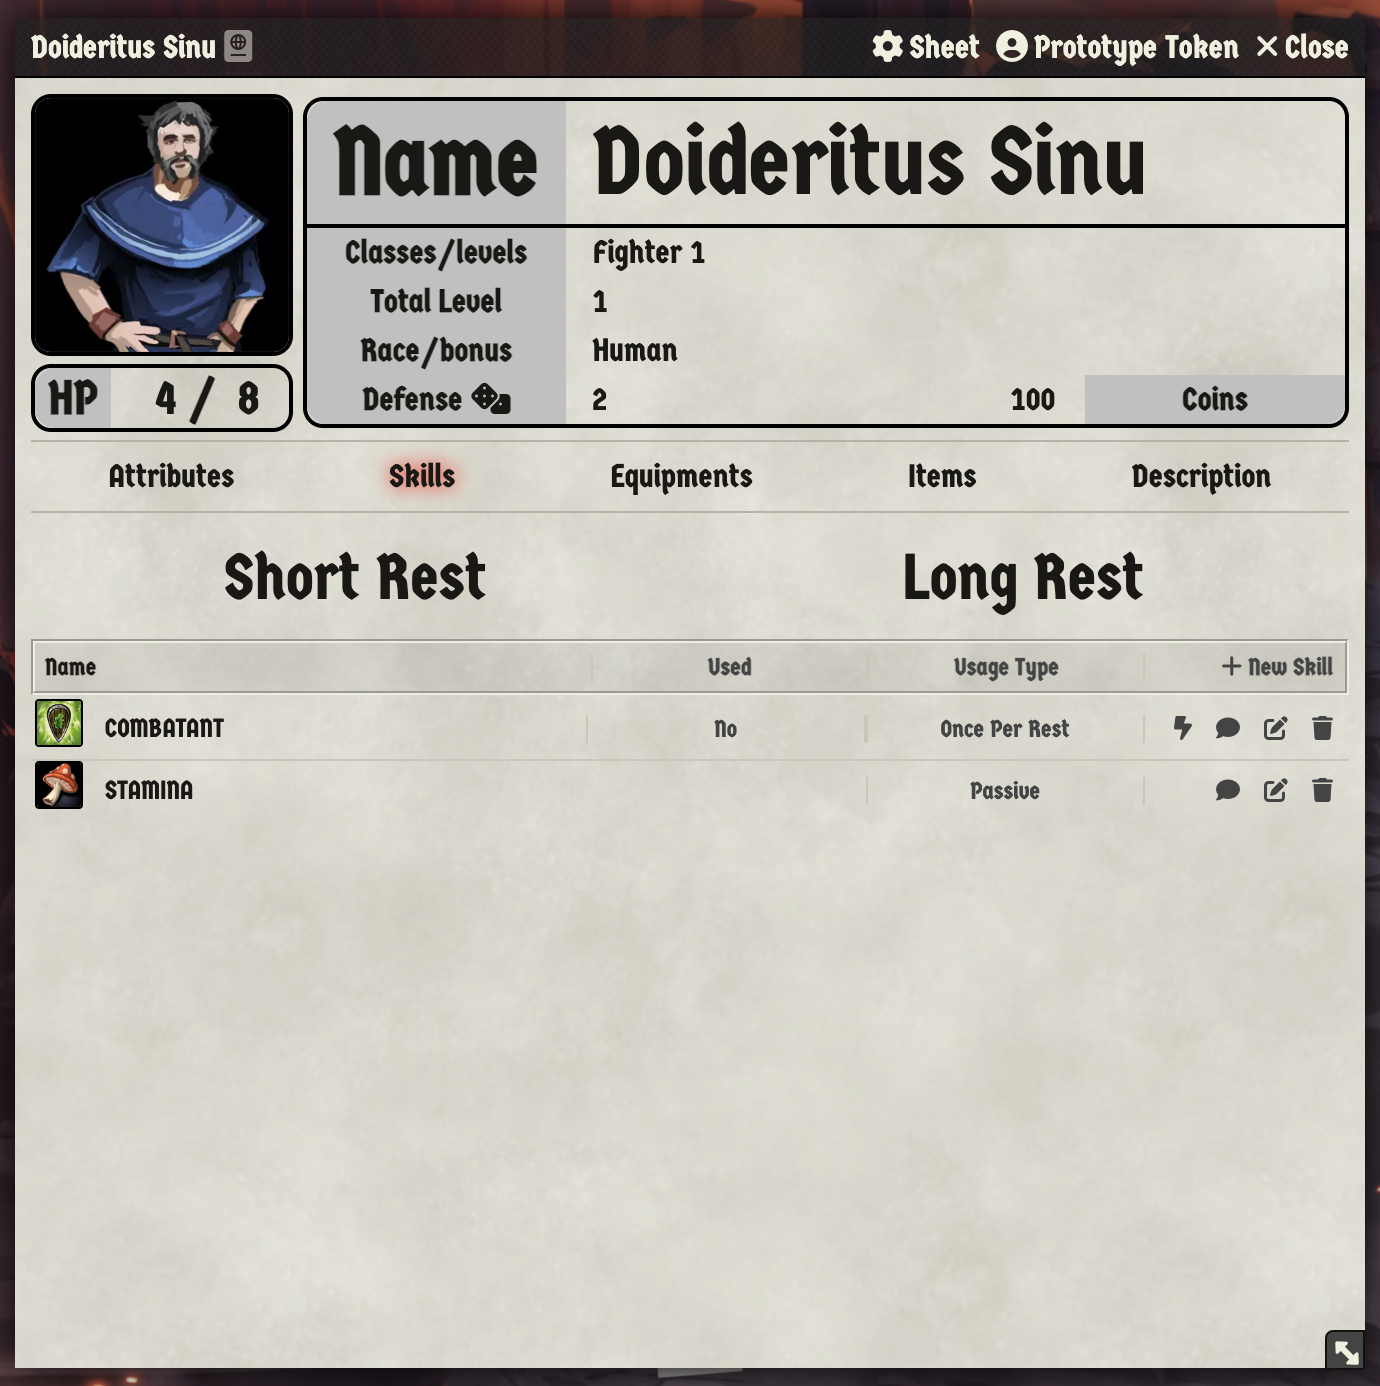 Doideritus Sinu
Sheet Prototype Token Close
Name Doideritus Sinu
Classes/levels Fighter 1
Total Level 1
Race/bonus Human
Defense 2 100 Coins
HP 4 / 8
Attributes Skills Equipments Items Description
Short Rest Long Rest
Name Used Usage Type + New Skill
COMBATANT No Once Per Rest
STAMINA Passive